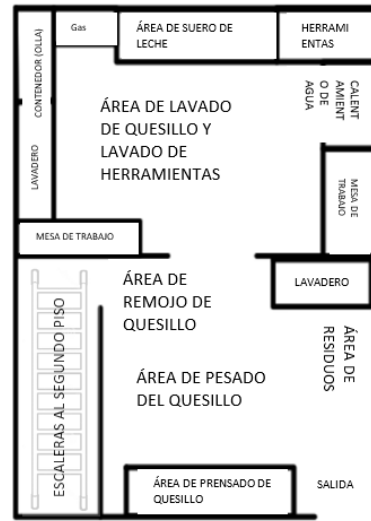 Gas
ÁREA DE SUERO DE
LECHE
HERRAMI
ENTAS
CONTENEDOR (OLLA)
LAVADERO
ÁREA DE LAVADO
DE QUESILLO Y
LAVADO DE
HERRAMIENTAS
CALENT
AMIENT
O DE
AGUA
MESA DE
TRABAJO
MESA DE TRABAJO
ÁREA DE
REMOJO DE
QUESILLO
LAVADERO
ESCALERAS AL SEGUNDO PISO
ÁREA DE
RESIDUOS
ÁREA DE PESADO
DEL QUESILLO
ÁREA DE PRENSADO DE
QUESILLO
SALIDA